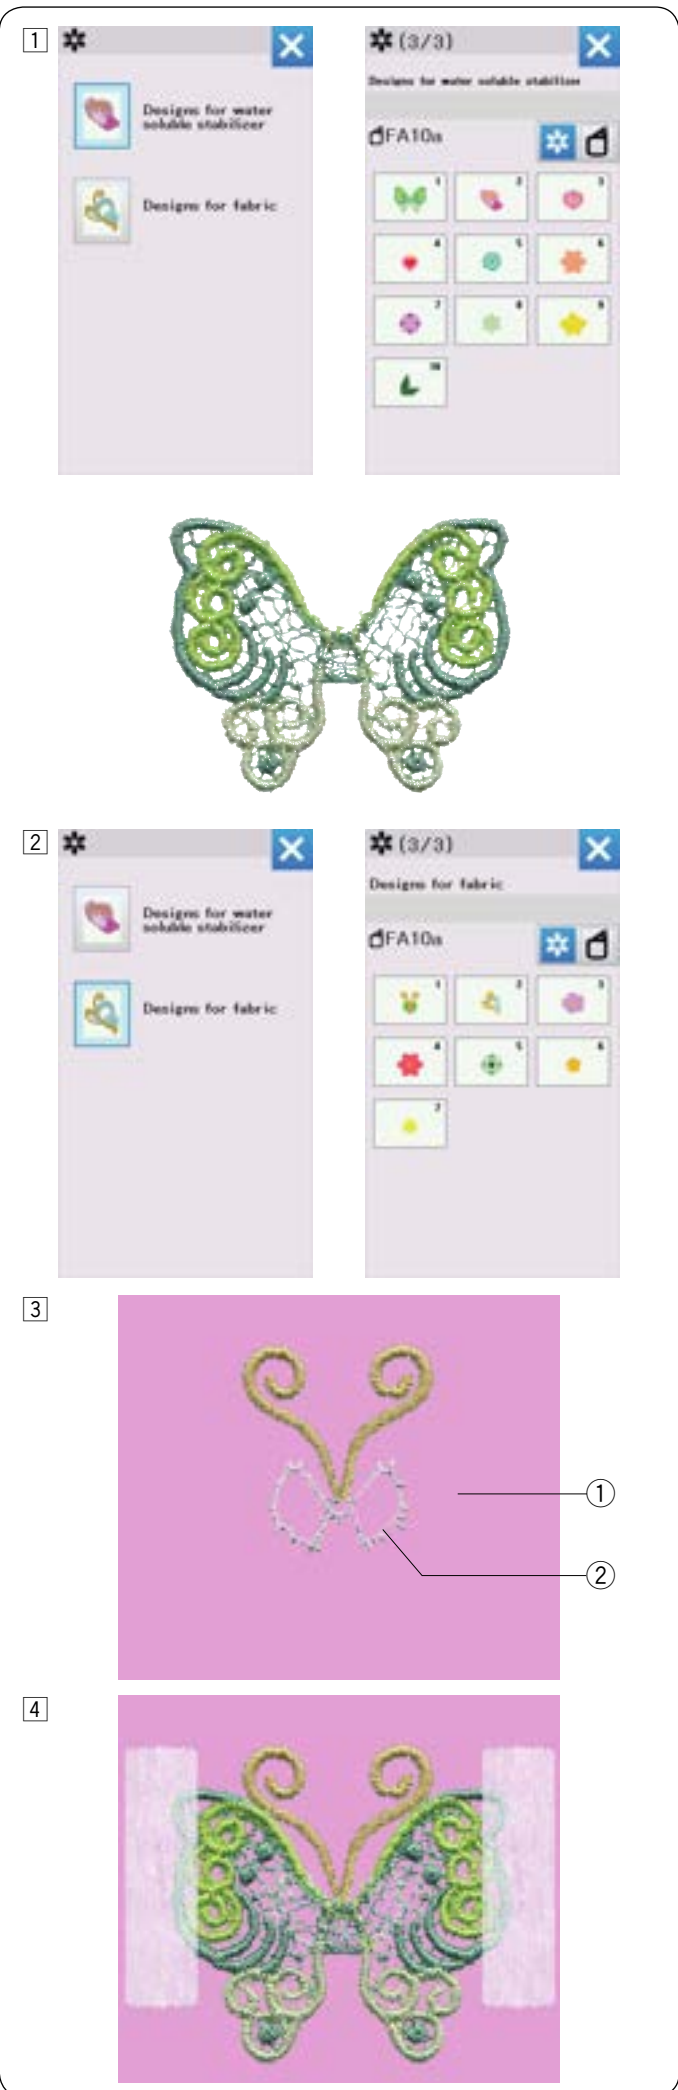 1
(3/3)
Designs for water
soluble stabilizer
Designs for fabric
Designs for water soluble stabilizer
FA10a
1 2 3
4 5 6
7 8 9
10
2
(3/3)
Designs for water
soluble stabilizer
Designs for fabric
Designs for fabric
FA10a
1 2 3
4 5 6
7
3
1
2
4